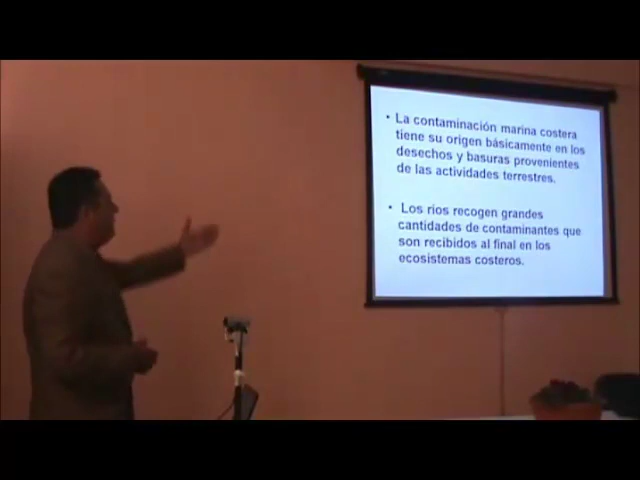 • La contaminación marina costera
tiene su origen básicamente en los
desechos y basuras provenientes
de las actividades terrestres.
• Los ríos recogen grandes
cantidades de contaminantes que
son recibidos al final en los
ecosistemas costeros.